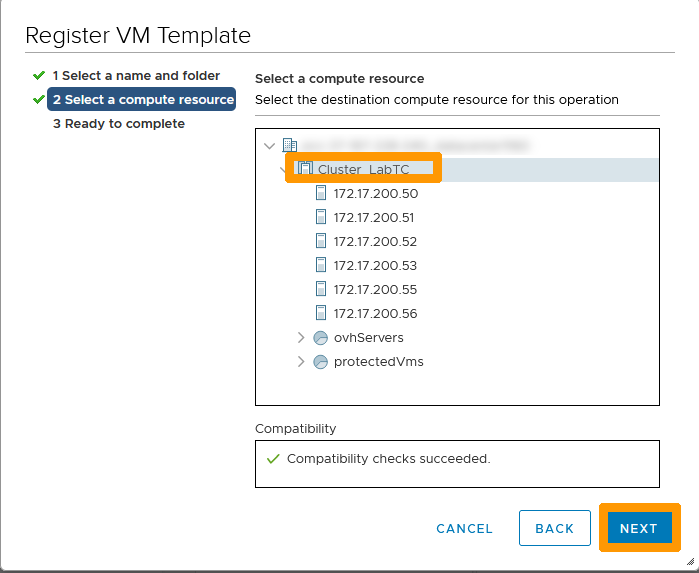 Register VM Template
1 Select a name and folder
2 Select a compute resource
3 Ready to complete
Select a compute resource
Select the destination compute resource for this operation
Cluster_LabTC
172.17.200.50
172.17.200.51
172.17.200.52
172.17.200.53
172.17.200.55
172.17.200.56
ovhServers
protectedVms
Compatibility
Compatibility checks succeeded.
CANCEL
BACK
NEXT